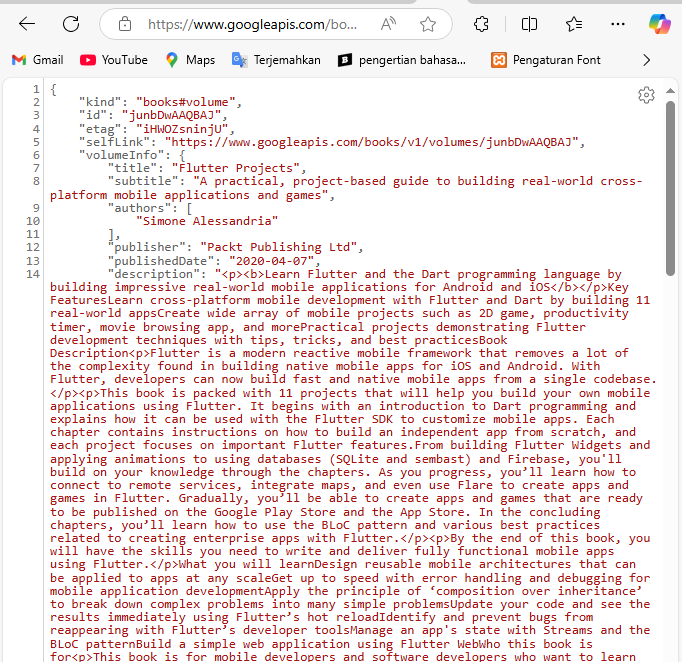 https://www.googleapis.com/bo...
Gmail YouTube Maps Terjemahkan pengertian bahasa... Pengaturan Font
1 {
2 "kind": "books#volume",
3 "id": "junbDwAAQBAJ",
4 "etag": "iHWOZsninjU",
5 "selfLink": "https://www.googleapis.com/books/v1/volumes/junbDwAAQBAJ",
6 "volumeInfo": {
7 "title": "Flutter Projects",
8 "subtitle": "A practical, project-based guide to building real-world cross-
platform mobile applications and games",
9 "authors": [
10 "Simone Alessandria"
11 ],
12 "publisher": "Packt Publishing Ltd",
13 "publishedDate": "2020-04-07",
14 "description": "<p><b>Learn Flutter and the Dart programming language by
building impressive real-world mobile applications for Android and iOS</b></p>Key
FeaturesLearn cross-platform mobile development with Flutter and Dart by building 11
real-world appsCreate wide array of mobile projects such as 2D game, productivity
timer, movie browsing app, and morePractical projects demonstrating Flutter
development techniques with tips, tricks, and best practicesBook
Description<p>Flutter is a modern reactive mobile framework that removes a lot of
the complexity found in building native mobile apps for iOS and Android. With
Flutter, developers can now build fast and native mobile apps from a single codebase.
</p><p>This book is packed with 11 projects that will help you build your own mobile
applications using Flutter. It begins with an introduction to Dart programming and
explains how it can be used with the Flutter SDK to customize mobile apps. Each
chapter contains instructions on how to build an independent app from scratch, and
each project focuses on important Flutter features.From building Flutter Widgets and
applying animations to using databases (SQLite and sembast) and Firebase, you'll
build on your knowledge through the chapters. As you progress, you’ll learn how to
connect to remote services, integrate maps, and even use Flare to create apps and
games in Flutter. Gradually, you’ll be able to create apps and games that are ready
to be published on the Google Play Store and the App Store. In the concluding
chapters, you’ll learn how to use the BLoC pattern and various best practices
related to creating enterprise apps with Flutter.</p><p>By the end of this book, you
will have the skills you need to write and deliver fully functional mobile apps
using Flutter.</p>What you will learnDesign reusable mobile architectures that can
be applied to apps at any scaleGet up to speed with error handling and debugging for
mobile application developmentApply the principle of ‘composition over inheritance’
to break down complex problems into many simple problemsUpdate your code and see the
results immediately using Flutter’s hot reloadIdentify and prevent bugs from
reappearing with Flutter’s developer toolsManage an app's state with Streams and the
BLoC patternBuild a simple web application using Flutter WebWho this book is
for<p>This book is for mobile developers and software developers who want to learn